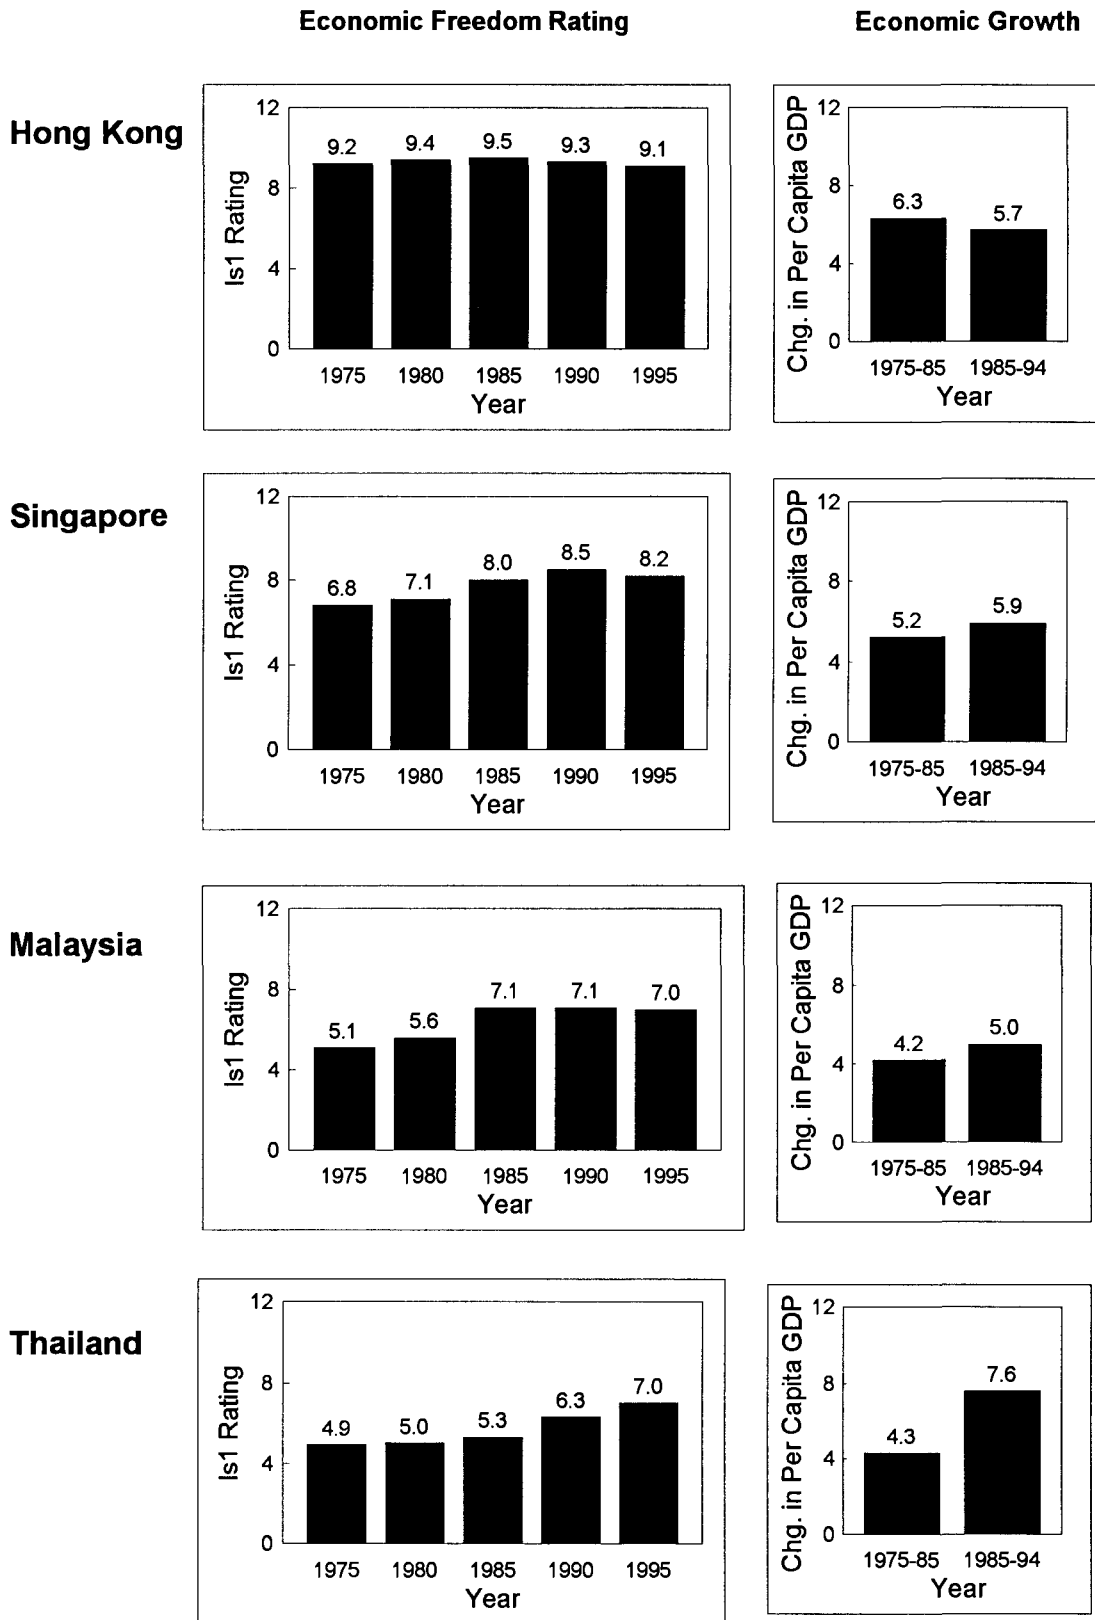 Economic Freedom Rating
Economic Growth
Hong Kong
Is1 Rating
12
8
4
0
9.2 9.4 9.5 9.3 9.1
1975 1980 1985 1990 1995
Year
Chg. in Per Capita GDP
12
8
4
0
6.3 5.7
1975-85 1985-94
Year
Singapore
Is1 Rating
12
8
4
0
6.8 7.1 8.0 8.5 8.2
1975 1980 1985 1990 1995
Year
Chg. in Per Capita GDP
12
8
4
0
5.2 5.9
1975-85 1985-94
Year
Malaysia
Is1 Rating
12
8
4
0
5.1 5.6 7.1 7.1 7.0
1975 1980 1985 1990 1995
Year
Chg. in Per Capita GDP
12
8
4
0
4.2 5.0
1975-85 1985-94
Year
Thailand
Is1 Rating
12
8
4
0
4.9 5.0 5.3 6.3 7.0
1975 1980 1985 1990 1995
Year
Chg. in Per Capita GDP
12
8
4
0
4.3 7.6
1975-85 1985-94
Year